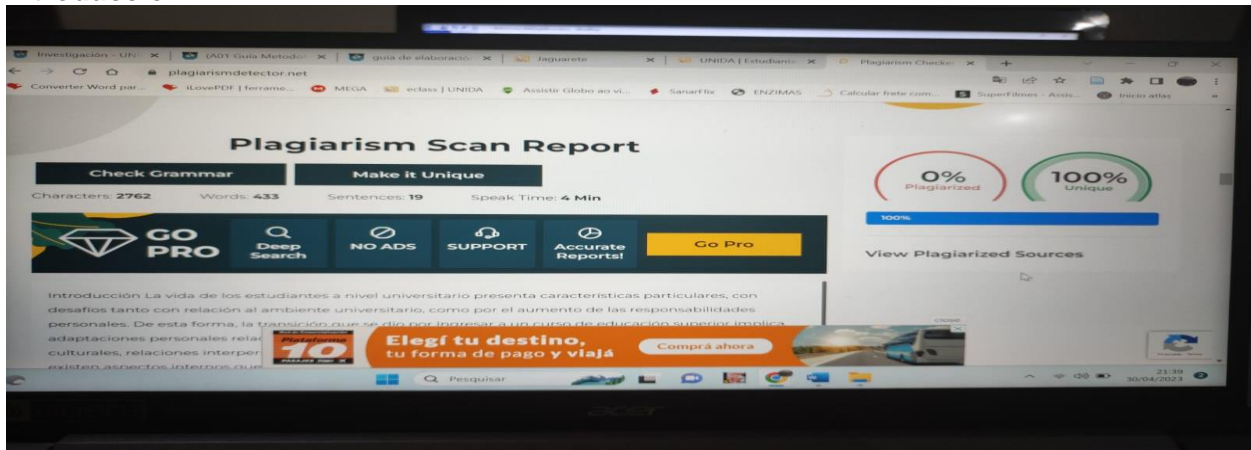 Investigación - UN
(A01 Guía Metodo
guia de elaboració
Jaguarete
UNIDA | Estudiante
Plagiarism Checke
plagiarismdetector.net
Converter Word par...
iLovePDF | ferrame...
MEGA
eclass | UNIDA
Assistir Globo ao vi...
SanarFlix
ENZIMAS
Calcular frete com...
SuperFilmes - Assis...
Inicio atlas
Plagiarism Scan Report
Check Grammar
Make it Unique
Characters: 2762 Words: 433 Sentences: 19 Speak Time: 4 Min
0%
Plagiarized
100%
Unique
100%
View Plagiarized Sources
GO
PRO
Deep
Search
NO ADS
SUPPORT
Accurate
Reports!
Go Pro
Introducción La vida de los estudiantes a nivel universitario presenta características particulares, con
desafíos tanto con relación al ambiente universitario, como por el aumento de las responsabilidades
personales. De esta forma, la transición que se dio por ingresar a un curso de educación superior implica
adaptaciones personales relac
culturales, relaciones interper
existen aspectos internos que
Plataforma
10
Elegí tu destino,
tu forma de pago y viajá
Comprá ahora
Pesquisar
21:39
30/04/2023
acer